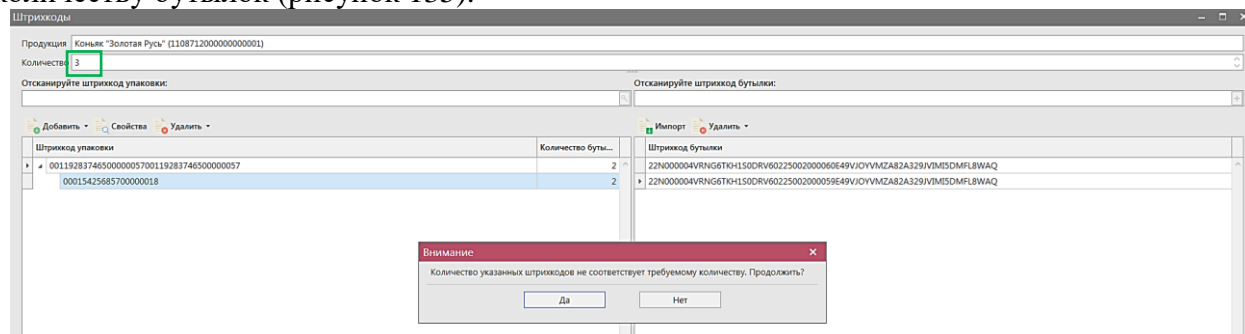 количеству бутылок (рисунок 155).
Штрихкоды
Продукция Коньяк "Золотая Русь" (1108712000000000001)
Количество 3
Отсканируйте штрихкод упаковки:
Отсканируйте штрихкод бутылки:
Добавить Свойства Удалить
Импорт Удалить
Штрихкод упаковки Количество буты...
Штрихкод бутылки
0011928374650000005700119283746500000057 2
22N000004VRNG6TKH1S0DRV60225002000060E49VJOYVMZA82A329JVIMI5DMFL8WAQ
00015425685700000018 2
22N000004VRNG6TKH1S0DRV60225002000059E49VJOYVMZA82A329JVIMI5DMFL8WAQ
Внимание
Количество указанных штрихкодов не соответствует требуемому количеству. Продолжить?
Да Нет